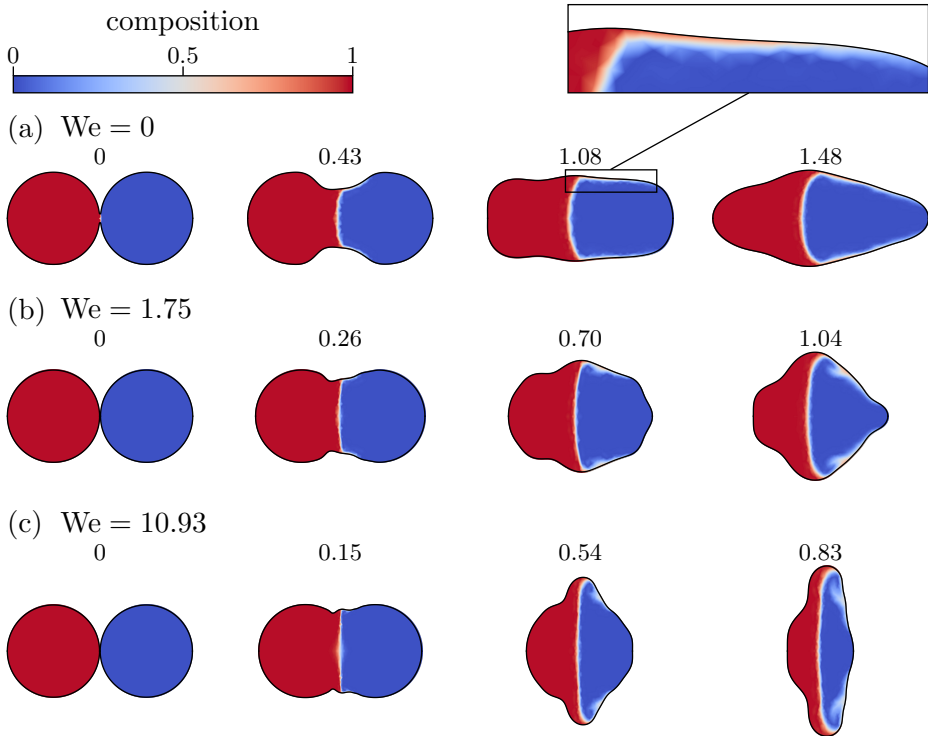 composition
0 0.5 1
(a) We = 0
0 0.43 1.08 1.48
(b) We = 1.75
0 0.26 0.70 1.04
(c) We = 10.93
0 0.15 0.54 0.83